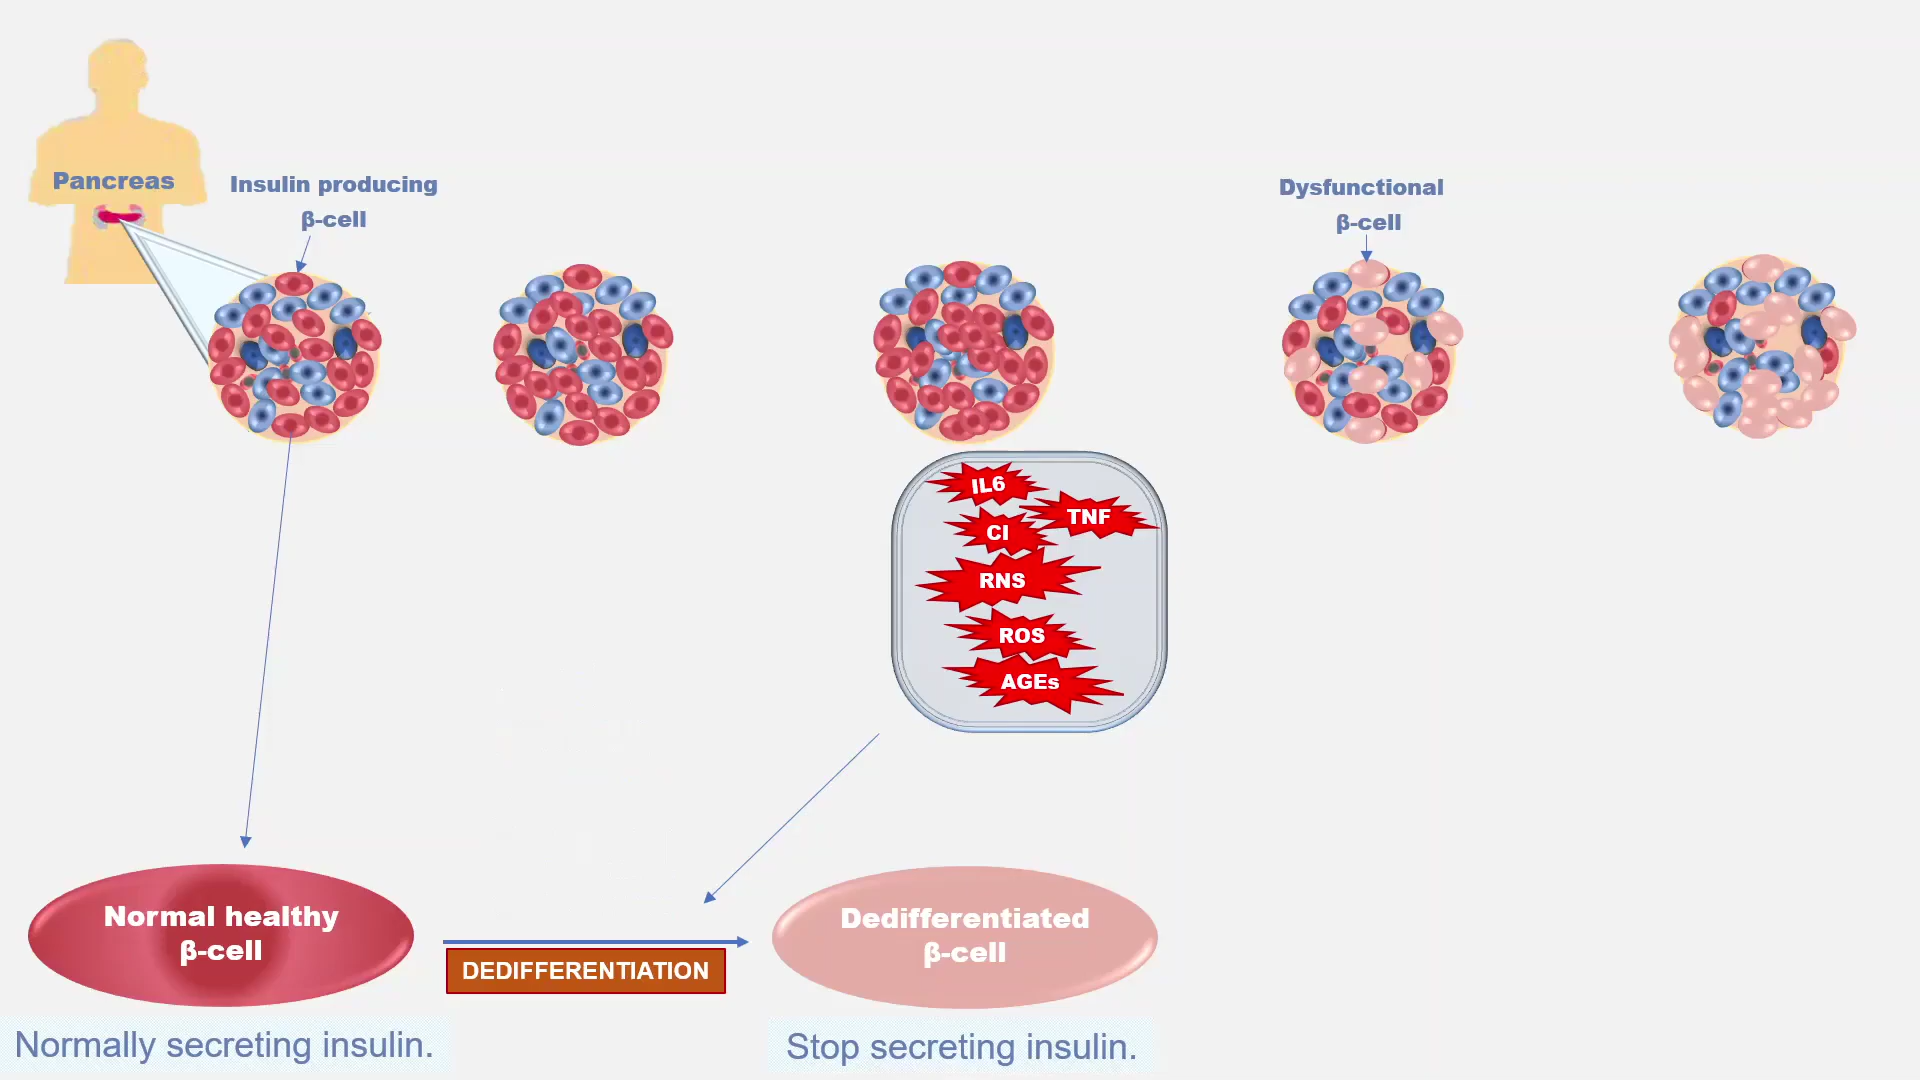 Pancreas
Insulin producing
β-cell
Dysfunctional
β-cell
IL6
TNF
CI
RNS
ROS
AGEs
Normal healthy
β-cell
DEDIFFERENTIATION
Dedifferentiated
β-cell
Normally secreting insulin.
Stop secreting insulin.